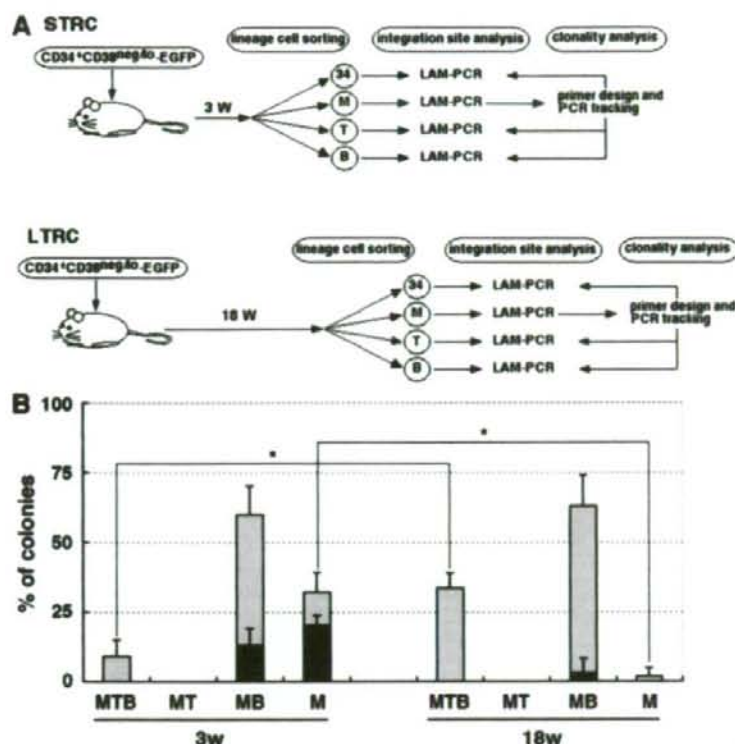 A STRC
CD34+CD38neg/lo-EGFP
lineage cell sorting
integration site analysis
clonality analysis
3 W
34
LAM-PCR
M
LAM-PCR
primer design and
PCR tracking
T
LAM-PCR
B
LAM-PCR
LTRC
CD34+CD38neg/lo-EGFP
lineage cell sorting
integration site analysis
clonality analysis
18 W
34
LAM-PCR
M
LAM-PCR
primer design and
PCR tracking
T
LAM-PCR
B
LAM-PCR
B
% of colonies
100
75
50
25
0
*
*
MTB MT MB M MTB MT MB M
3w 18w